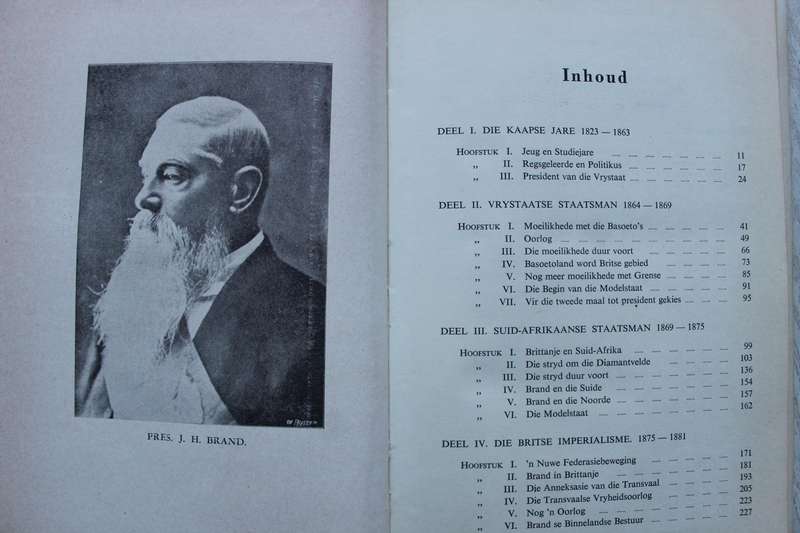 PRES. J. H. BRAND.
Inhoud
DEEL I. DIE KAAPSE JARE 1823 — 1863
HOOFSTUK I. Jeug en Studiejare 11
„ II. Regsgeleerde en Politikus 17
„ III. President van die Vrystaat 24
DEEL II. VRYSTAATSE STAATSMAN 1864 — 1869
HOOFSTUK I. Moeilikhede met die Basoeto's 41
„ II. Oorlog 49
„ III. Die moeilikhede duur voort 66
„ IV. Basoetoland word Britse gebied 73
„ V. Nog meer moeilikhede met Grense 85
„ VI. Die Begin van die Modelstaat 91
„ VII. Vir die tweede maal tot president gekies 95
DEEL III. SUID-AFRIKAANSE STAATSMAN 1869 — 1875
HOOFSTUK I. Brittanje en Suid-Afrika 99
„ II. Die stryd om die Diamantvelde 103
„ III. Die stryd duur voort 136
„ IV. Brand en die Suide 154
„ V. Brand en die Noorde 157
„ VI. Die Modelstaat 162
DEEL IV. DIE BRITSE IMPERIALISME. 1875 — 1881
HOOFSTUK I. 'n Nuwe Federasiebeweging 171
„ II. Brand in Brittanje 181
„ III. Die Anneksasie van die Transvaal 193
„ IV. Die Transvaalse Vryheidsoorlog 205
„ V. Nog 'n Oorlog 223
„ VI. Brand se Binnelandse Bestuur 227